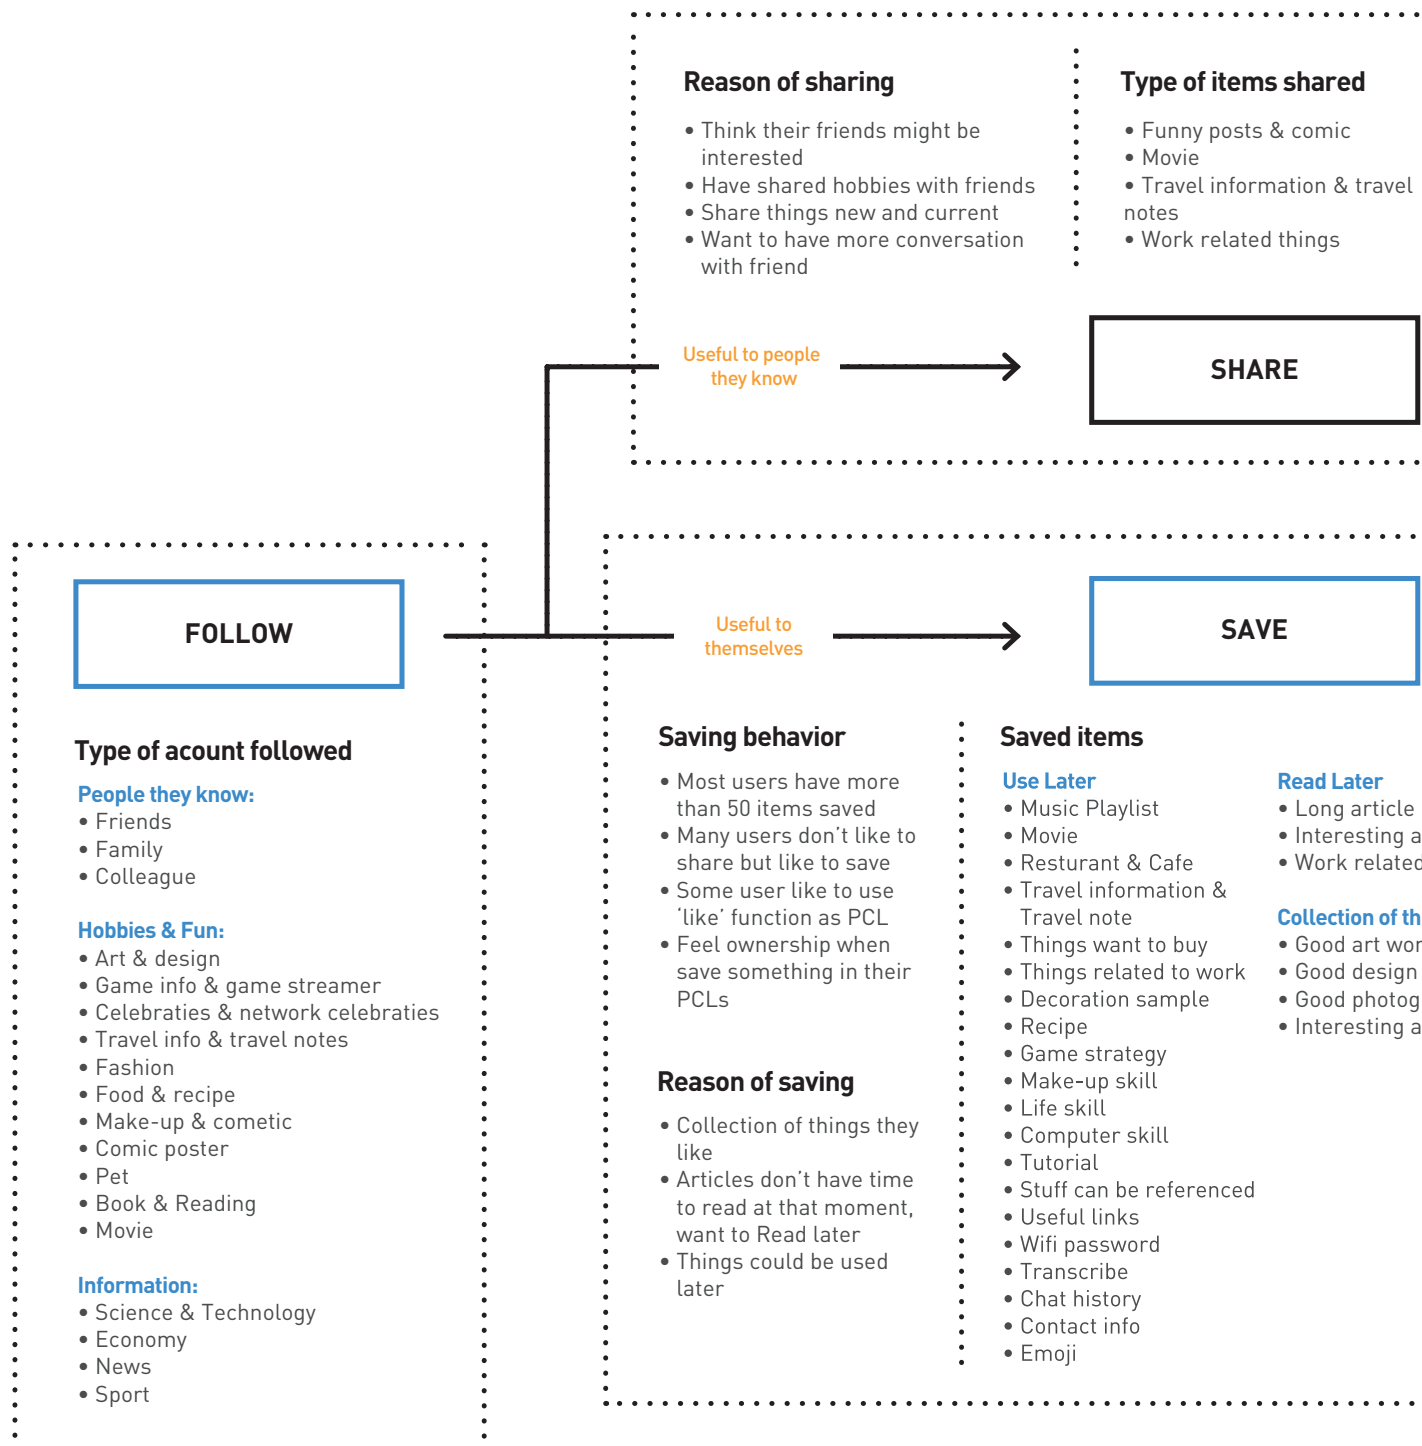 Reason of sharing
• Think their friends might be
interested
• Have shared hobbies with friends
• Share things new and current
• Want to have more conversation
with friend
Type of items shared
• Funny posts & comic
• Movie
• Travel information & travel
notes
• Work related things
Useful to people
they know
SHARE
FOLLOW
Type of acount followed
People they know:
• Friends
• Family
• Colleague
Hobbies & Fun:
• Art & design
• Game info & game streamer
• Celebraties & network celebraties
• Travel info & travel notes
• Fashion
• Food & recipe
• Make-up & cometic
• Comic poster
• Pet
• Book & Reading
• Movie
Information:
• Science & Technology
• Economy
• News
• Sport
Useful to
themselves
SAVE
Saving behavior
• Most users have more
than 50 items saved
• Many users don’t like to
share but like to save
• Some user like to use
‘like’ function as PCL
• Feel ownership when
save something in their
PCLs
Reason of saving
• Collection of things they
like
• Articles don’t have time
to read at that moment,
want to Read later
• Things could be used
later
Saved items
Use Later
• Music Playlist
• Movie
• Resturant & Cafe
• Travel information &
Travel note
• Things want to buy
• Things related to work
• Decoration sample
• Recipe
• Game strategy
• Make-up skill
• Life skill
• Computer skill
• Tutorial
• Stuff can be referenced
• Useful links
• Wifi password
• Transcribe
• Chat history
• Contact info
• Emoji
Read Later
• Long article
• Interesting a
• Work related
Collection of th
• Good art wor
• Good design
• Good photog
• Interesting a